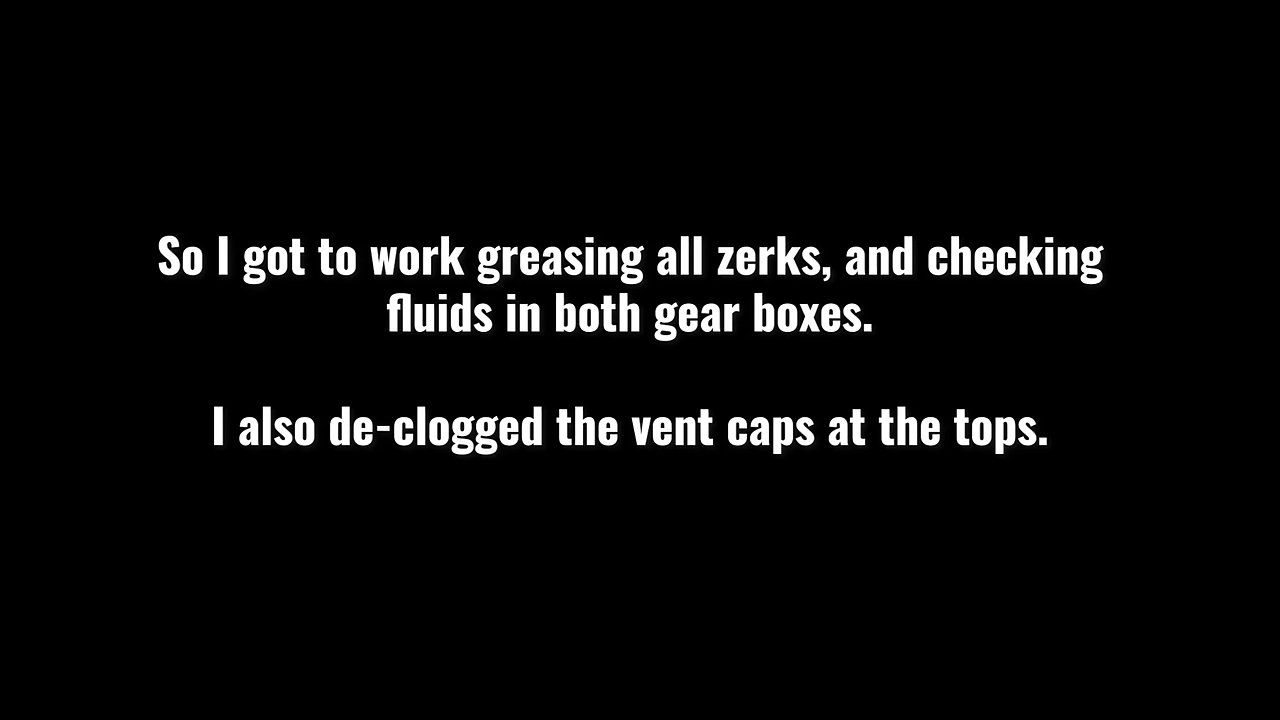 So I got to work greasing all zerks, and checking
fluids in both gear boxes.
I also de-clogged the vent caps at the tops.